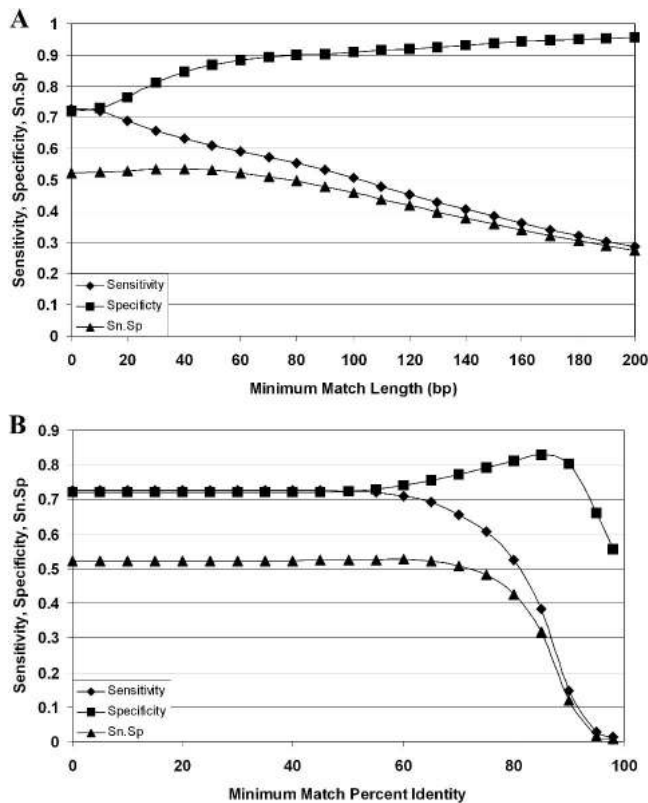 A
Sensitivity, Specificity, Sn.Sp
1
0.9
0.8
0.7
0.6
0.5
0.4
0.3
0.2
0.1
0
Sensitivity
Specificty
Sn.Sp
0 20 40 60 80 100 120 140 160 180 200
Minimum Match Length (bp)
B
Sensitivity, Specificity, Sn.Sp
0.9
0.8
0.7
0.6
0.5
0.4
0.3
0.2
0.1
0
Sensitivity
Specificity
Sn.Sp
0 20 40 60 80 100
Minimum Match Percent Identity